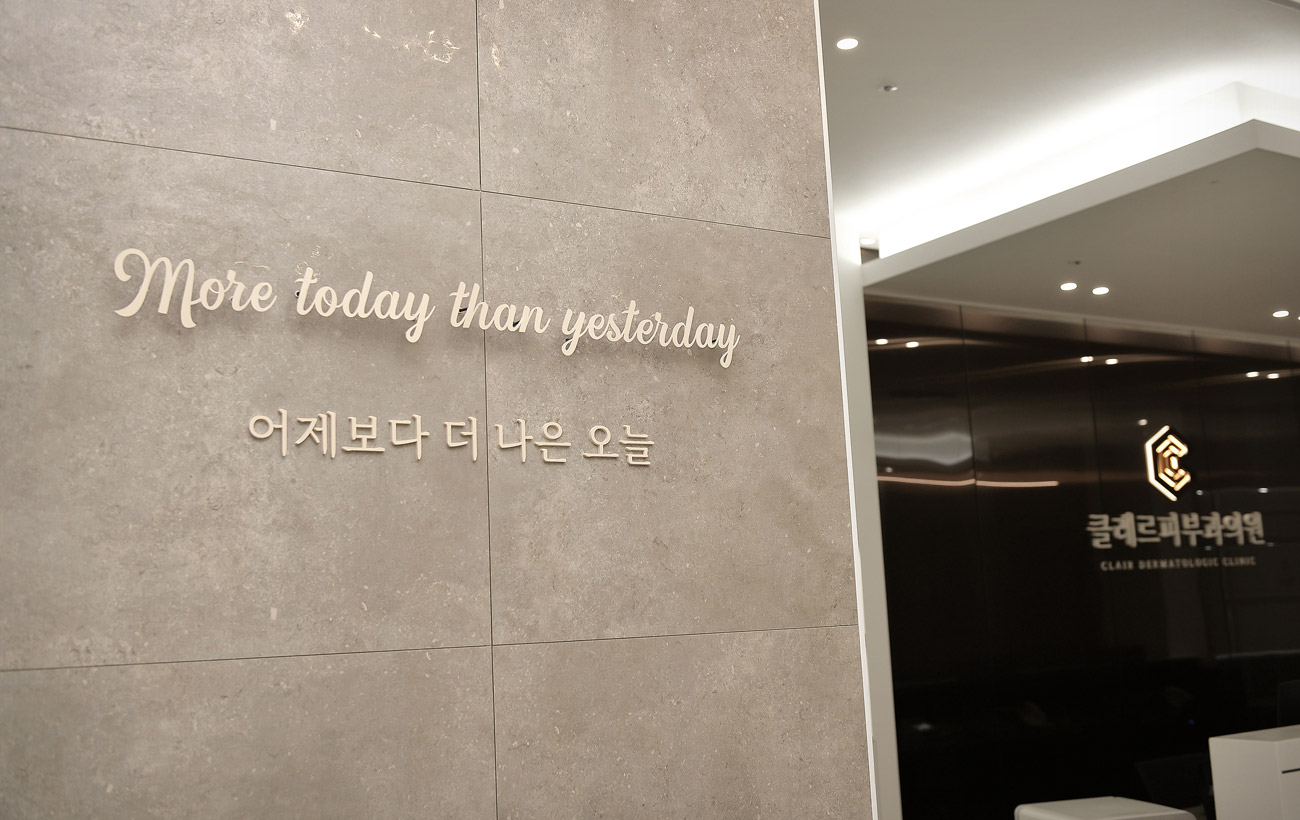 More today than yesterday
어제보다 더 나은 오늘
클레르피부과의원
CLAIR DERMATOLOGIC CLINIC